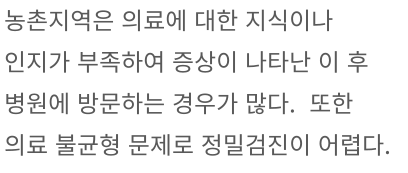 농촌지역은 의료에 대한 지식이나
인지가 부족하여 증상이 나타난 이 후
병원에 방문하는 경우가 많다.  또한
의료 불균형 문제로 정밀검진이 어렵다.